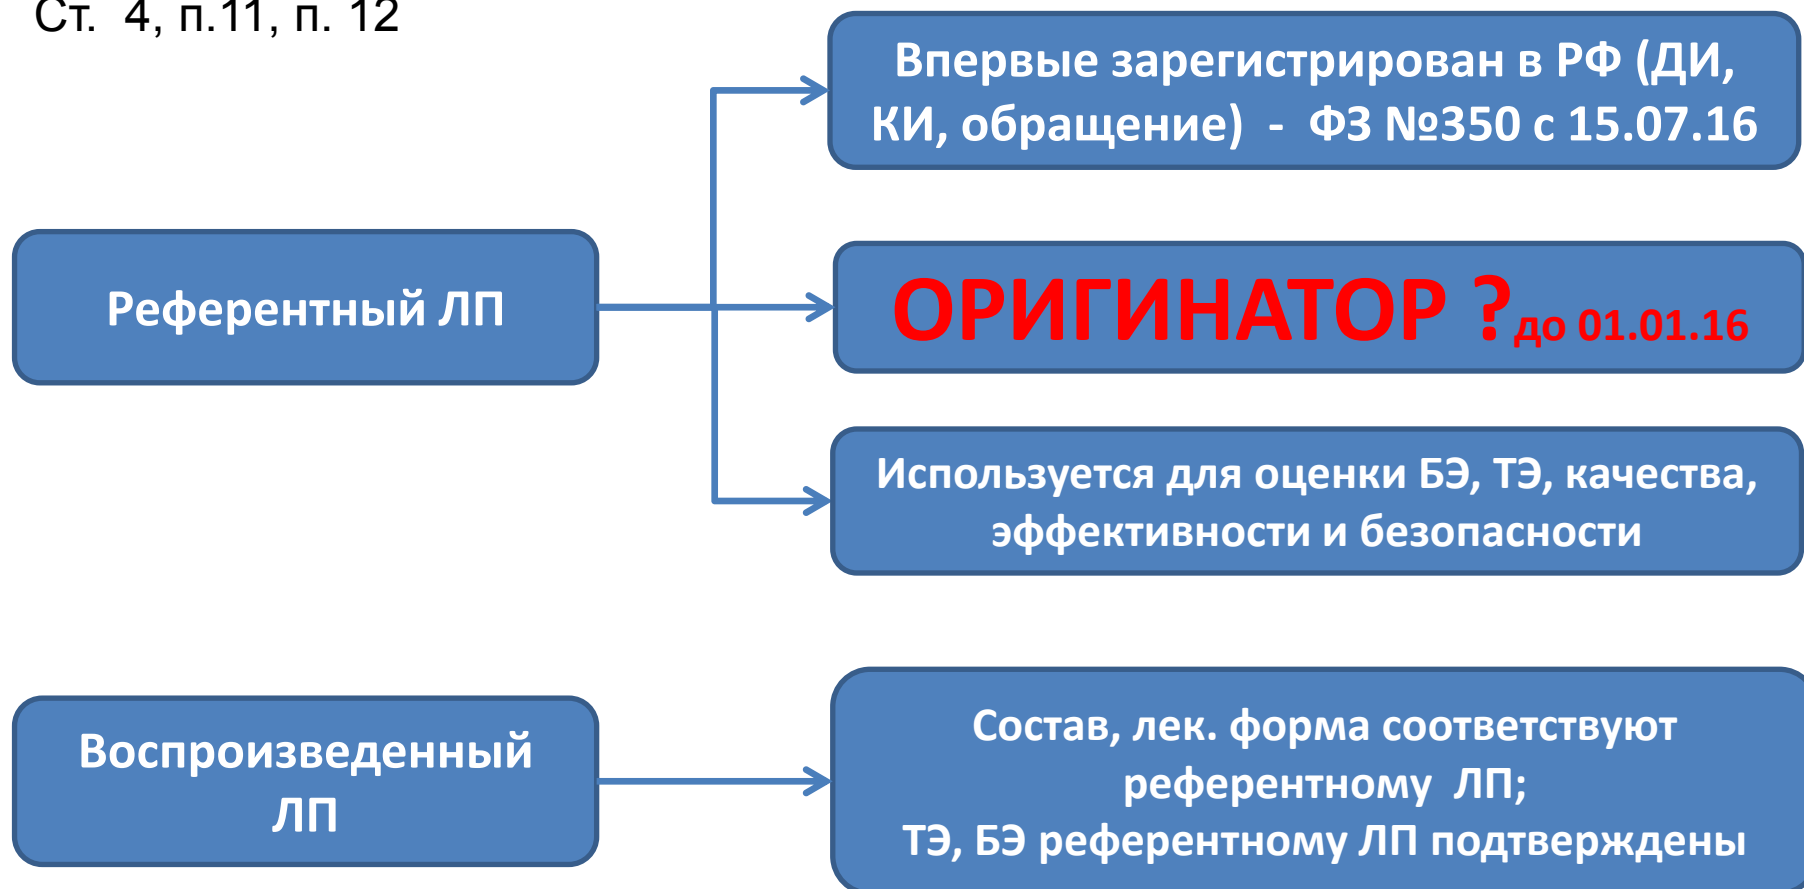 Ст. 4, п.11, п. 12
Впервые зарегистрирован в РФ (ДИ,
КИ, обращение) - ФЗ №350 с 15.07.16
Референтный ЛП
ОРИГИНАТОР ? до 01.01.16
Используется для оценки БЭ, ТЭ, качества,
эффективности и безопасности
Воспроизведенный
ЛП
Состав, лек. форма соответствуют
референтному ЛП;
ТЭ, БЭ референтному ЛП подтверждены